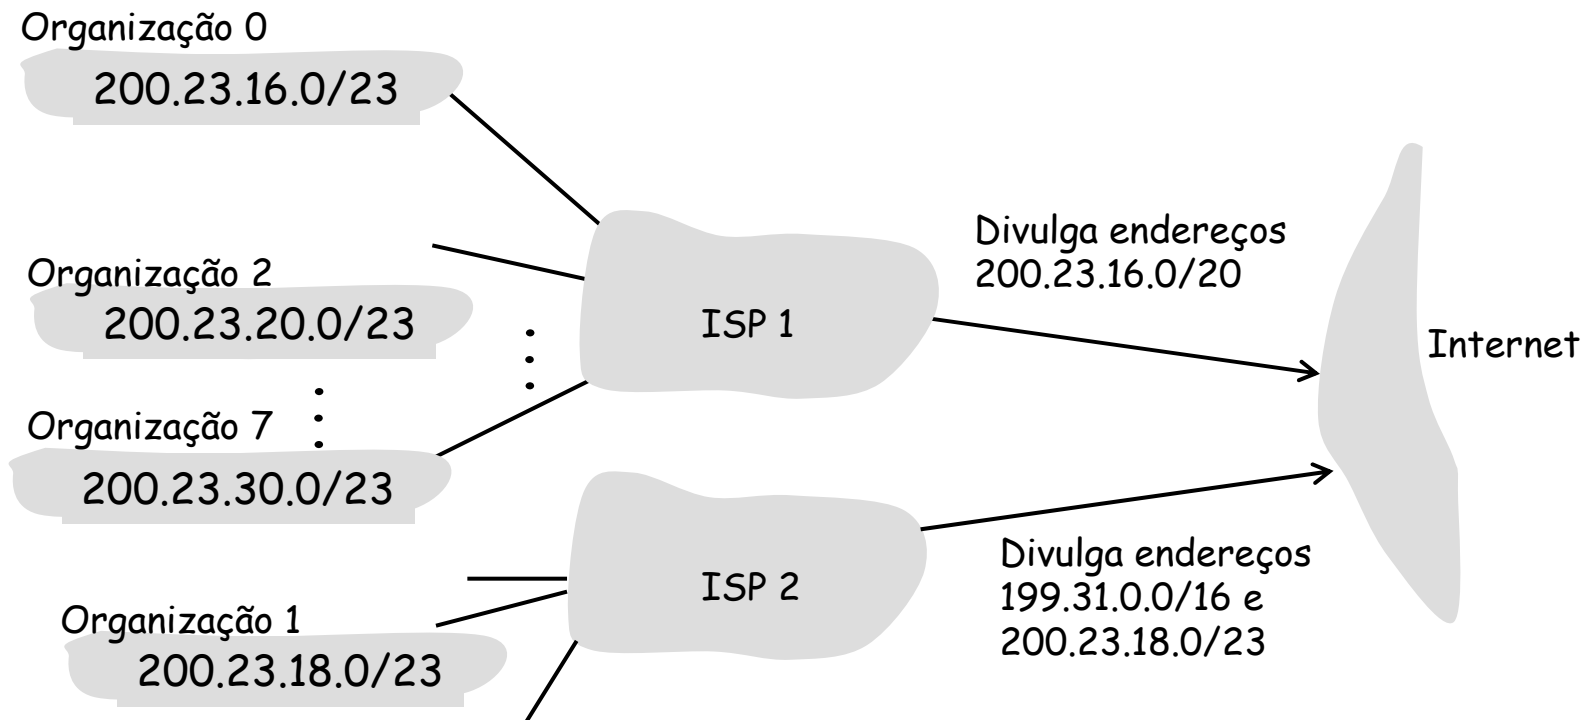 Organização 0
200.23.16.0/23
Organização 2
200.23.20.0/23
Organização 7
200.23.30.0/23
Organização 1
200.23.18.0/23
ISP 1
ISP 2
Divulga endereços
200.23.16.0/20
Divulga endereços
199.31.0.0/16 e
200.23.18.0/23
Internet